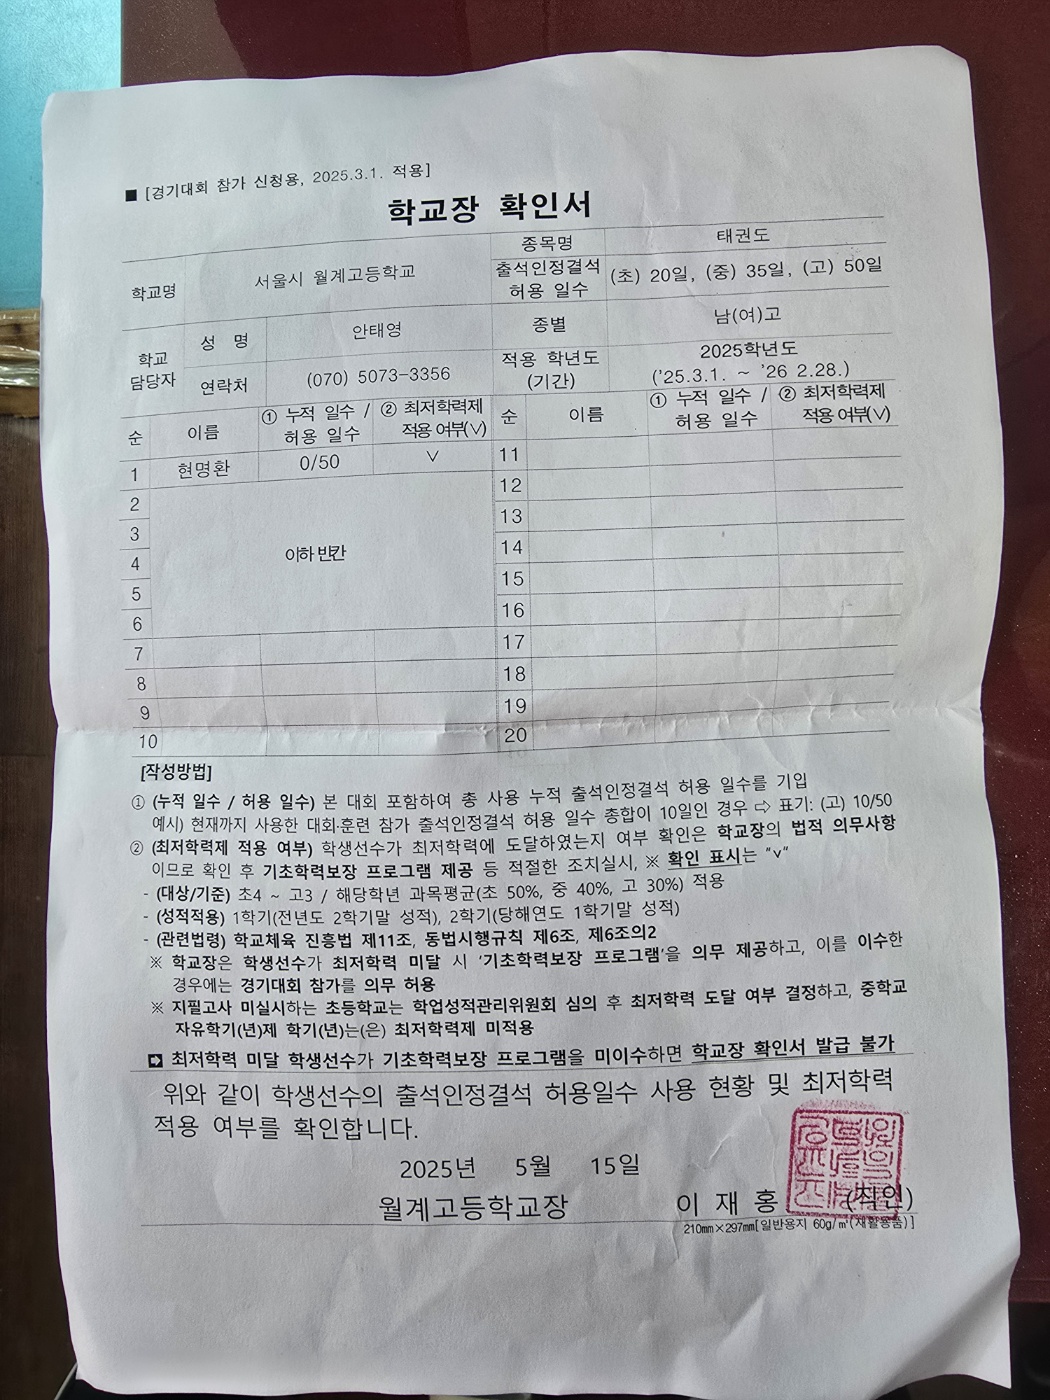 ■ [경기대회 참가 신청용, 2025.3.1. 적용]
학교장 확인서
학교명 서울시 월계고등학교 종목명 태권도
출석인정결석 허용 일수 (초) 20일, (중) 35일, (고) 50일
학교 담당자 성 명 안태영 종별 남(여)고
연락처 (070) 5073-3356 적용 학년도 (기간) 2025학년도 ('25.3.1. ~ '26 2.28.)
순 이름 ① 누적 일수 / 허용 일수 ② 최저학력제 적용 여부(∨) 순 이름 ① 누적 일수 / 허용 일수 ② 최저학력제 적용 여부(∨)
1 현명환 0/50 ∨ 11
2 12
3 13
4 이하 빈칸 14
5 15
6 16
7 17
8 18
9 19
10 20
[작성방법]
① (누적 일수 / 허용 일수) 본 대회 포함하여 총 사용 누적 출석인정결석 허용 일수를 기입
예시) 현재까지 사용한 대회·훈련 참가 출석인정결석 허용 일수 총합이 10일인 경우 ⇨ 표기: (고) 10/50
② (최저학력제 적용 여부) 학생선수가 최저학력에 도달하였는지 여부 확인은 학교장의 법적 의무사항
이므로 확인 후 기초학력보장 프로그램 제공 등 적절한 조치실시, ※ 확인 표시는 "∨"
- (대상/기준) 초4 ~ 고3 / 해당학년 과목평균(초 50%, 중 40%, 고 30%) 적용
- (성적적용) 1학기(전년도 2학기말 성적), 2학기(당해연도 1학기말 성적)
- (관련법령) 학교체육 진흥법 제11조, 동법시행규칙 제6조, 제6조의2
※ 학교장은 학생선수가 최저학력 미달 시 '기초학력보장 프로그램'을 의무 제공하고, 이를 이수한
경우에는 경기대회 참가를 의무 허용
※ 지필고사 미실시하는 초등학교는 학업성적관리위원회 심의 후 최저학력 도달 여부 결정하고, 중학교
자유학기(년)제 학기(년)는(은) 최저학력제 미적용
➡ 최저학력 미달 학생선수가 기초학력보장 프로그램을 미이수하면 학교장 확인서 발급 불가
위와 같이 학생선수의 출석인정결석 허용일수 사용 현황 및 최저학력
적용 여부를 확인합니다.
2025년 5월 15일
월계고등학교장 이 재 홍 (직인)
210㎜×297㎜[일반용지 60g/㎡(재활용품)]